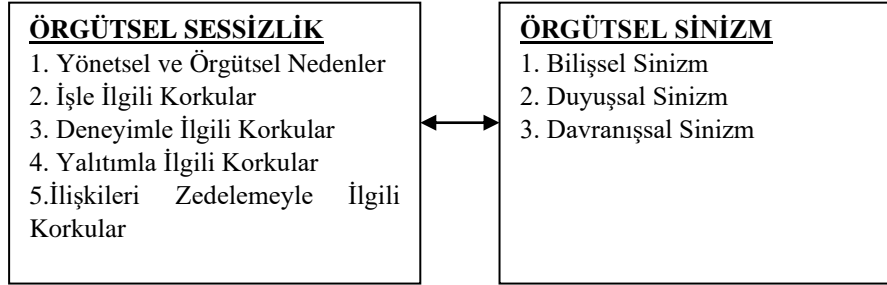 ÖRGÜTSEL SESSİZLİK
1. Yönetsel ve Örgütsel Nedenler
2. İşle İlgili Korkular
3. Deneyimle İlgili Korkular
4. Yalıtımla İlgili Korkular
5.İlişkileri Zedelemeyle İlgili
Korkular
ÖRGÜTSEL SİNİZM
1. Bilişsel Sinizm
2. Duyuşsal Sinizm
3. Davranışsal Sinizm